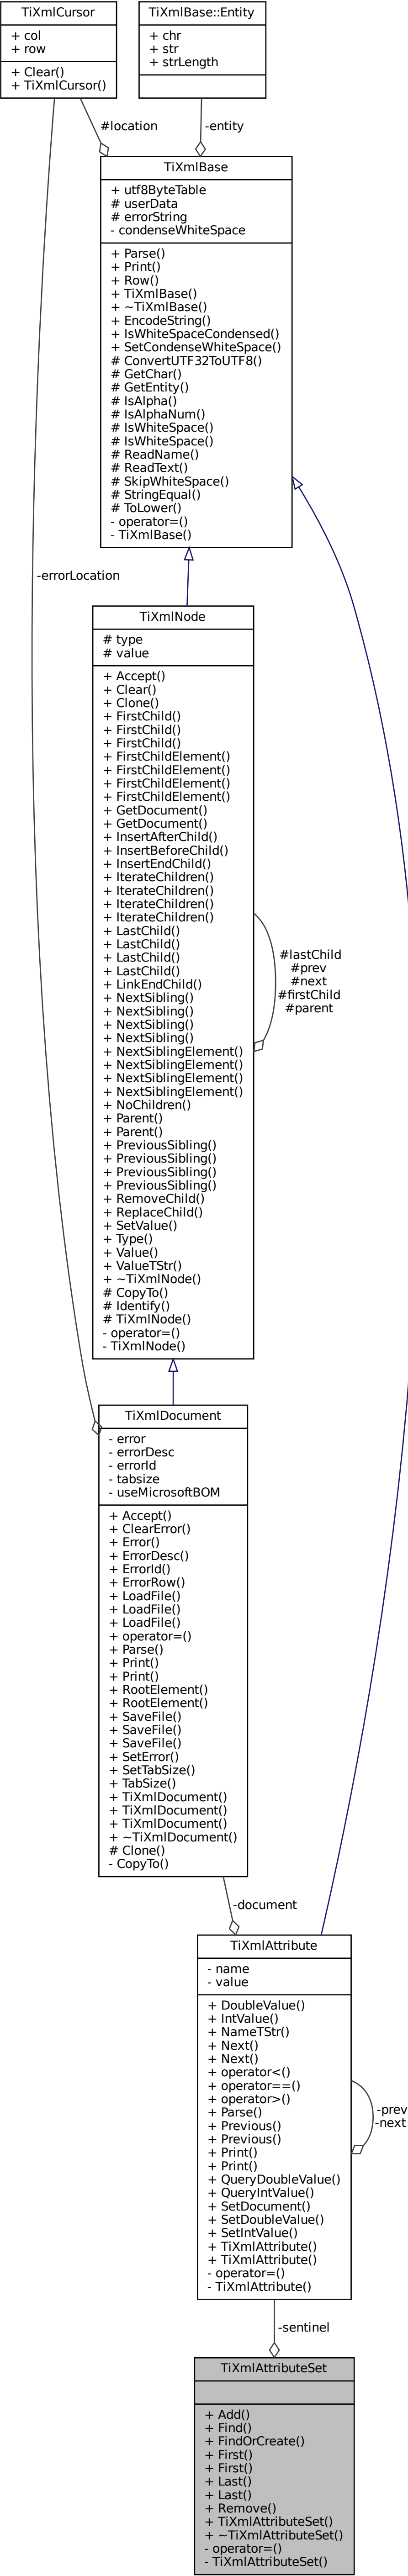 TiXmlCursor
+ col
+ row
+ Clear()
+ TiXmlCursor()
TiXmlBase::Entity
+ chr
+ str
+ strLength
#location
-entity
TiXmlBase
+ utf8ByteTable
# userData
# errorString
- condenseWhiteSpace
+ Parse()
+ Print()
+ Row()
+ TiXmlBase()
+ ~TiXmlBase()
+ EncodeString()
+ IsWhiteSpaceCondensed()
+ SetCondenseWhiteSpace()
# ConvertUTF32ToUTF8()
# GetChar()
# GetEntity()
# IsAlpha()
# IsAlphaNum()
# IsWhiteSpace()
# IsWhiteSpace()
# ReadName()
# ReadText()
# SkipWhiteSpace()
# StringEqual()
# ToLower()
- operator=()
- TiXmlBase()
-errorLocation
TiXmlNode
# type
# value
+ Accept()
+ Clear()
+ Clone()
+ FirstChild()
+ FirstChild()
+ FirstChild()
+ FirstChildElement()
+ FirstChildElement()
+ FirstChildElement()
+ FirstChildElement()
+ GetDocument()
+ GetDocument()
+ InsertAfterChild()
+ InsertBeforeChild()
+ InsertEndChild()
+ IterateChildren()
+ IterateChildren()
+ IterateChildren()
+ IterateChildren()
+ LastChild()
+ LastChild()
+ LastChild()
+ LastChild()
+ LinkEndChild()
+ NextSibling()
+ NextSibling()
+ NextSibling()
+ NextSibling()
+ NextSiblingElement()
+ NextSiblingElement()
+ NextSiblingElement()
+ NextSiblingElement()
+ NoChildren()
+ Parent()
+ Parent()
+ PreviousSibling()
+ PreviousSibling()
+ PreviousSibling()
+ PreviousSibling()
+ RemoveChild()
+ ReplaceChild()
+ SetValue()
+ Type()
+ Value()
+ ValueTStr()
+ ~TiXmlNode()
# CopyTo()
# Identify()
# TiXmlNode()
- operator=()
- TiXmlNode()
#lastChild
#prev
#next
#firstChild
#parent
TiXmlDocument
- error
- errorDesc
- errorId
- tabsize
- useMicrosoftBOM
+ Accept()
+ ClearError()
+ Error()
+ ErrorDesc()
+ ErrorId()
+ ErrorRow()
+ LoadFile()
+ LoadFile()
+ LoadFile()
+ operator=()
+ Parse()
+ Print()
+ Print()
+ RootElement()
+ RootElement()
+ SaveFile()
+ SaveFile()
+ SaveFile()
+ SetError()
+ SetTabSize()
+ TabSize()
+ TiXmlDocument()
+ TiXmlDocument()
+ TiXmlDocument()
+ ~TiXmlDocument()
# Clone()
- CopyTo()
-document
TiXmlAttribute
- name
- value
+ DoubleValue()
+ IntValue()
+ NameTStr()
+ Next()
+ Next()
+ operator<()
+ operator==()
+ operator>()
+ Parse()
+ Previous()
+ Previous()
+ Print()
+ Print()
+ QueryDoubleValue()
+ QueryIntValue()
+ SetDocument()
+ SetDoubleValue()
+ SetIntValue()
+ TiXmlAttribute()
+ TiXmlAttribute()
- operator=()
- TiXmlAttribute()
-prev
-next
-sentinel
TiXmlAttributeSet
+ Add()
+ Find()
+ FindOrCreate()
+ First()
+ First()
+ Last()
+ Last()
+ Remove()
+ TiXmlAttributeSet()
+ ~TiXmlAttributeSet()
- operator=()
- TiXmlAttributeSet()